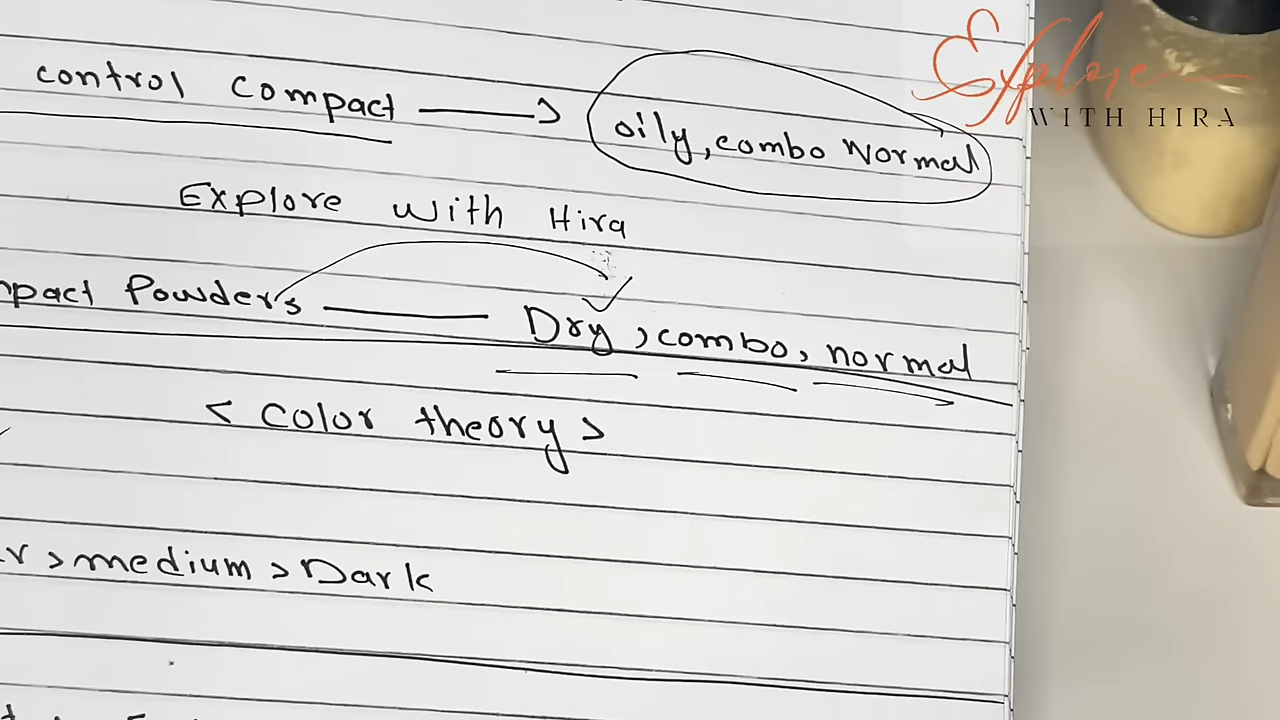 control compact → oily, combo Normal
Explore with Hira
mpact Powders — Dry, combo, normal
< Color theory >
r > medium > Dark
Explore
WITH HIRA